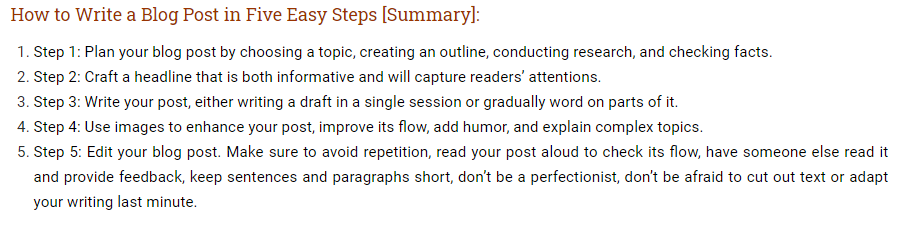 How to Write a Blog Post in Five Easy Steps [Summary]:
1. Step 1: Plan your blog post by choosing a topic, creating an outline, conducting research, and checking facts.
2. Step 2: Craft a headline that is both informative and will capture readers’ attentions.
3. Step 3: Write your post, either writing a draft in a single session or gradually word on parts of it.
4. Step 4: Use images to enhance your post, improve its flow, add humor, and explain complex topics.
5. Step 5: Edit your blog post. Make sure to avoid repetition, read your post aloud to check its flow, have someone else read it
and provide feedback, keep sentences and paragraphs short, don’t be a perfectionist, don’t be afraid to cut out text or adapt
your writing last minute.